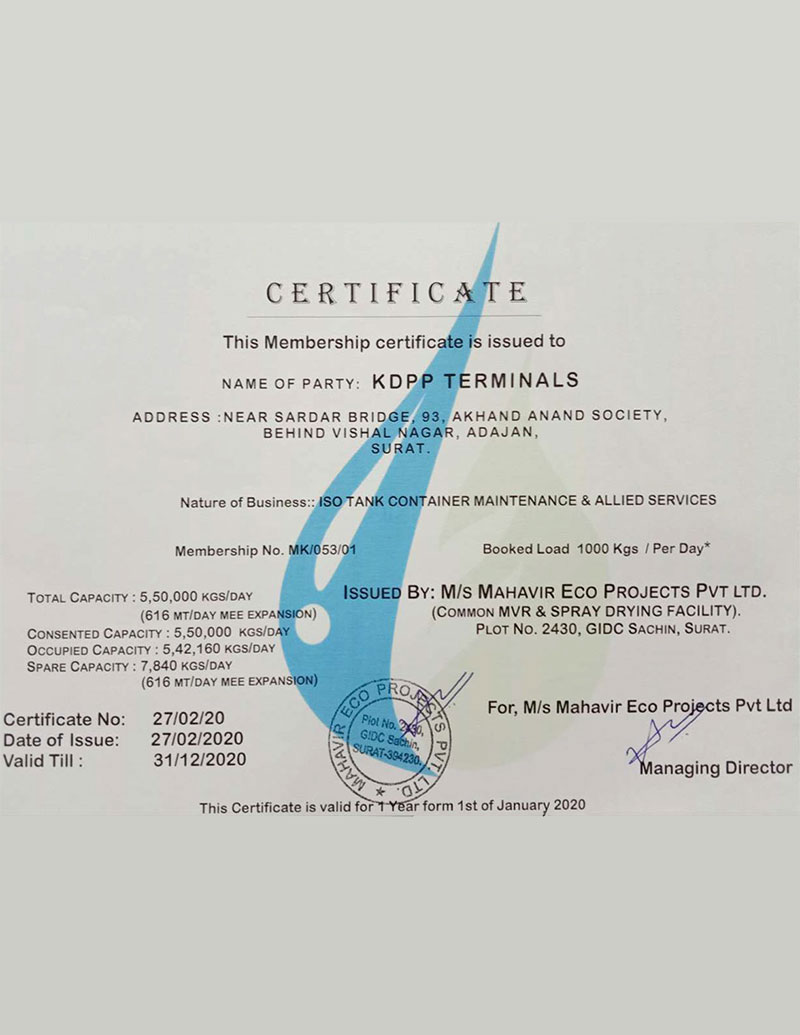 CERTIFICATE
This Membership certificate is issued to
NAME OF PARTY: KDPP TERMINALS
ADDRESS :NEAR SARDAR BRIDGE, 93, AKHAND ANAND SOCIETY,
BEHIND VISHAL NAGAR, ADAJAN,
SURAT.
Nature of Business:: ISO TANK CONTAINER MAINTENANCE & ALLIED SERVICES
Membership No. MK/053/01 Booked Load 1000 Kgs / Per Day*
TOTAL CAPACITY : 5,50,000 KGS/DAY
(616 MT/DAY MEE EXPANSION)
CONSENTED CAPACITY : 5,50,000 KGS/DAY
OCCUPIED CAPACITY : 5,42,160 KGS/DAY
SPARE CAPACITY : 7,840 KGS/DAY
(616 MT/DAY MEE EXPANSION)
ISSUED BY: M/S MAHAVIR ECO PROJECTS PVT LTD.
(COMMON MVR & SPRAY DRYING FACILITY).
PLOT NO. 2430, GIDC SACHIN, SURAT.
Certificate No: 27/02/20
Date of Issue: 27/02/2020
Valid Till : 31/12/2020
MAHAVIR ECO PROJECTS PVT. LTD.
Plot No. 2430,
GIDC Sachin,
SURAT-394230.
For, M/s Mahavir Eco Projects Pvt Ltd
Managing Director
This Certificate is valid for 1 Year form 1st of January 2020